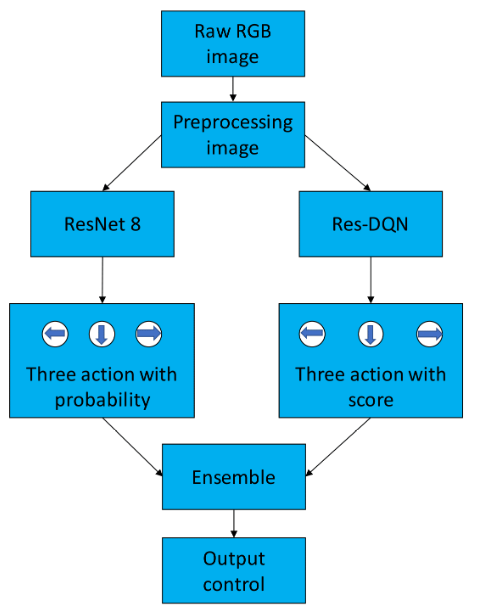 Raw RGB
image
Preprocessing
image
ResNet 8
Res-DQN
Three action with
probability
Three action with
score
Ensemble
Output
control